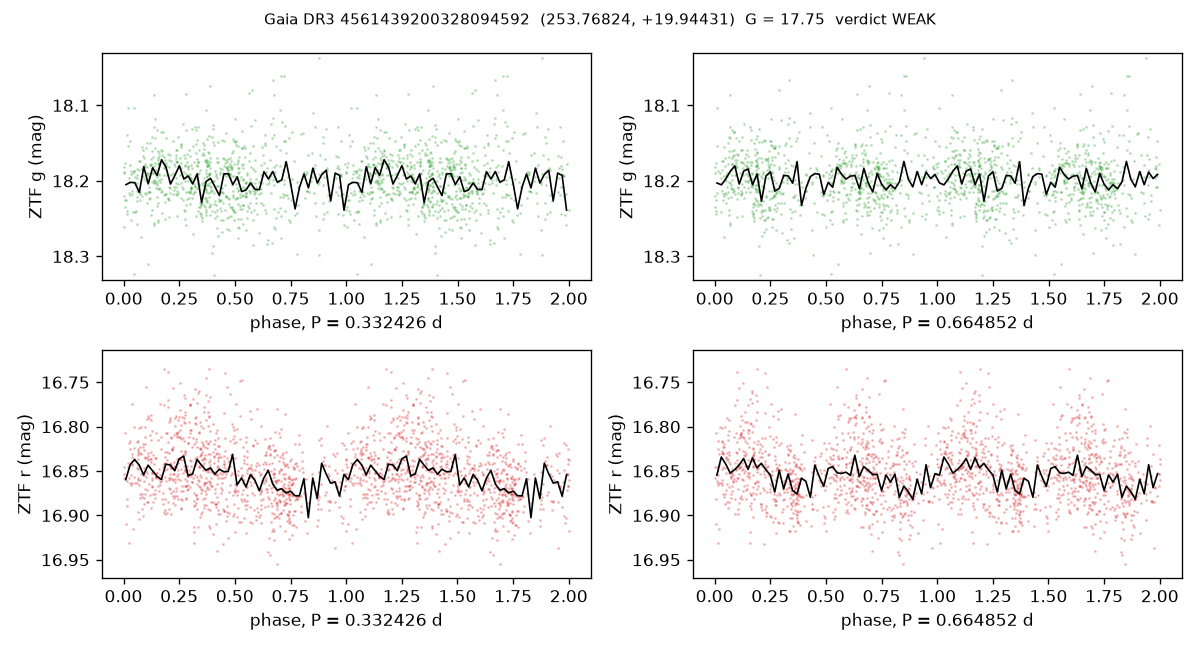 Gaia DR3 4561439200328094592 (253.76824, +19.94431) G = 17.75 verdict WEAK
ZTF g (mag)
18.1
18.2
18.3
0.00 0.25 0.50 0.75 1.00 1.25 1.50 1.75 2.00
phase, P = 0.332426 d
ZTF g (mag)
18.1
18.2
18.3
0.00 0.25 0.50 0.75 1.00 1.25 1.50 1.75 2.00
phase, P = 0.664852 d
ZTF r (mag)
16.75
16.80
16.85
16.90
16.95
0.00 0.25 0.50 0.75 1.00 1.25 1.50 1.75 2.00
phase, P = 0.332426 d
ZTF r (mag)
16.75
16.80
16.85
16.90
16.95
0.00 0.25 0.50 0.75 1.00 1.25 1.50 1.75 2.00
phase, P = 0.664852 d